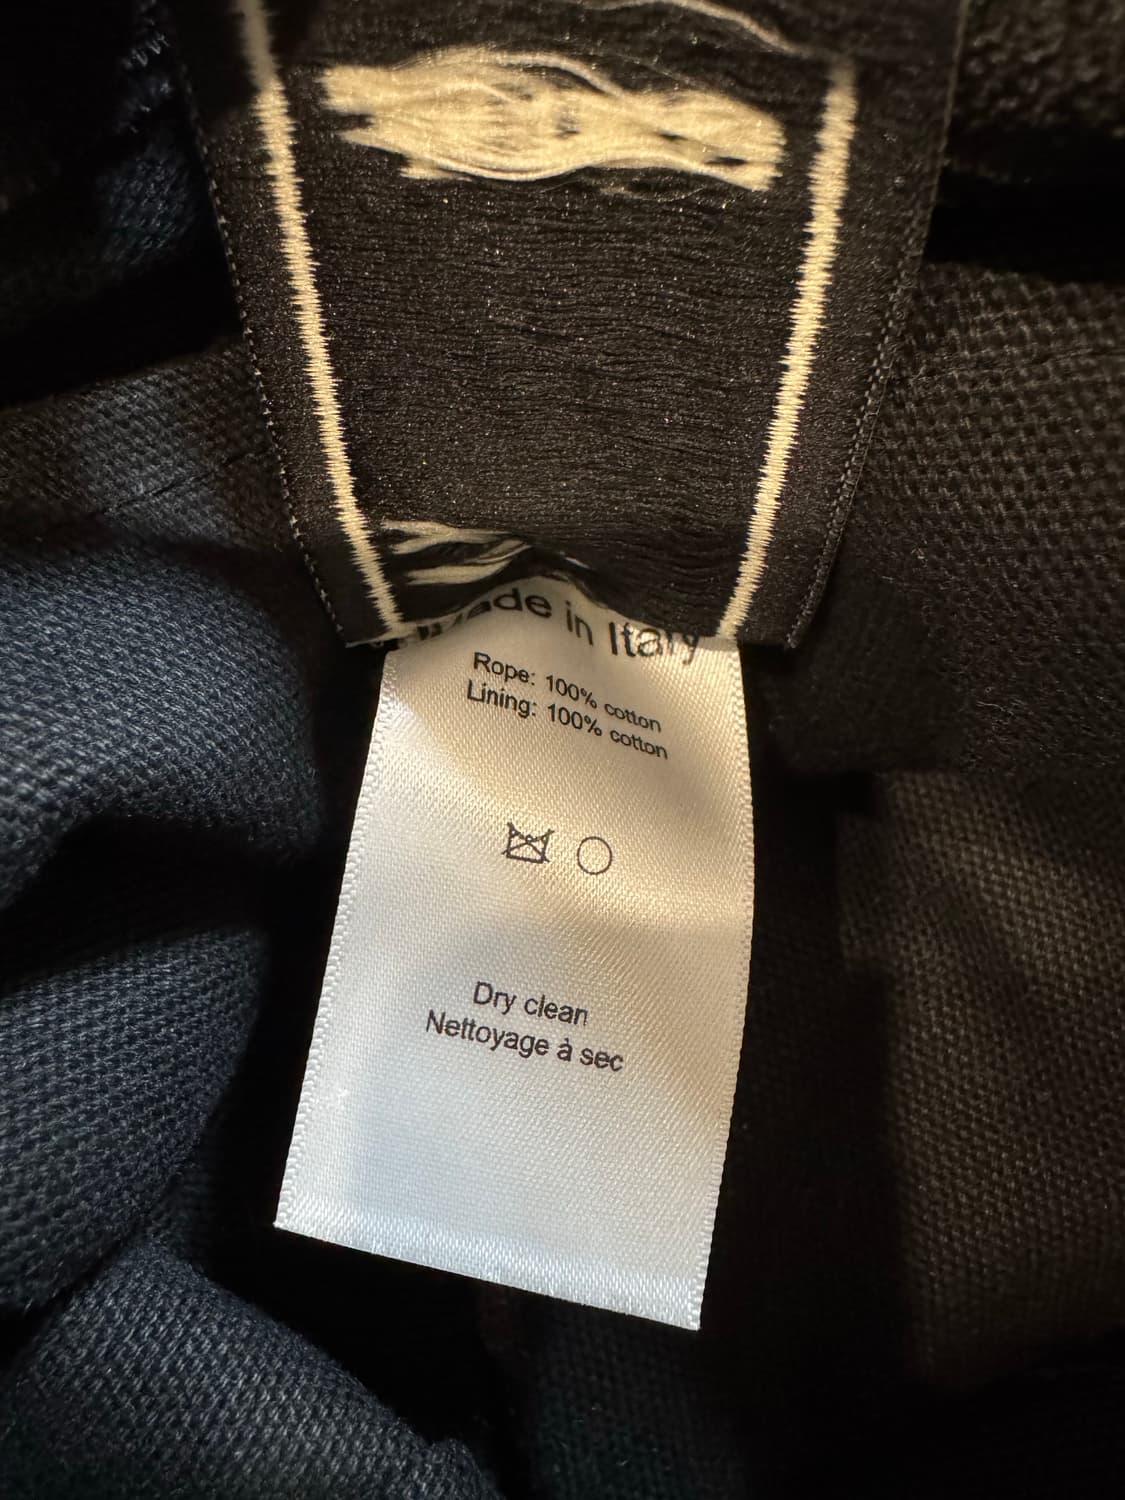 Made in Italy
Rope: 100% cotton
Lining: 100% cotton
Dry clean
Nettoyage à sec